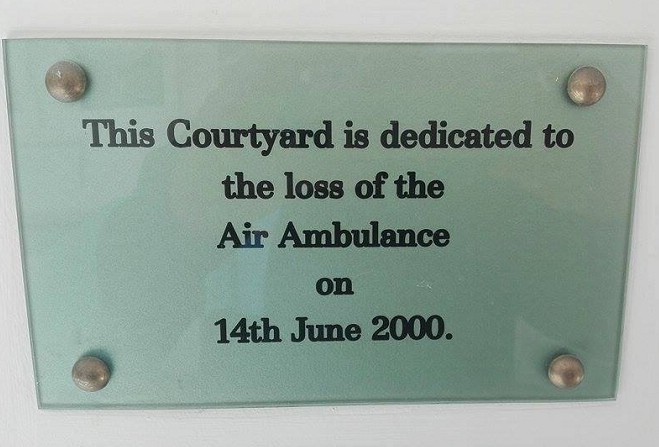 This Courtyard is dedicated to
the loss of the
Air Ambulance
on
14th June 2000.